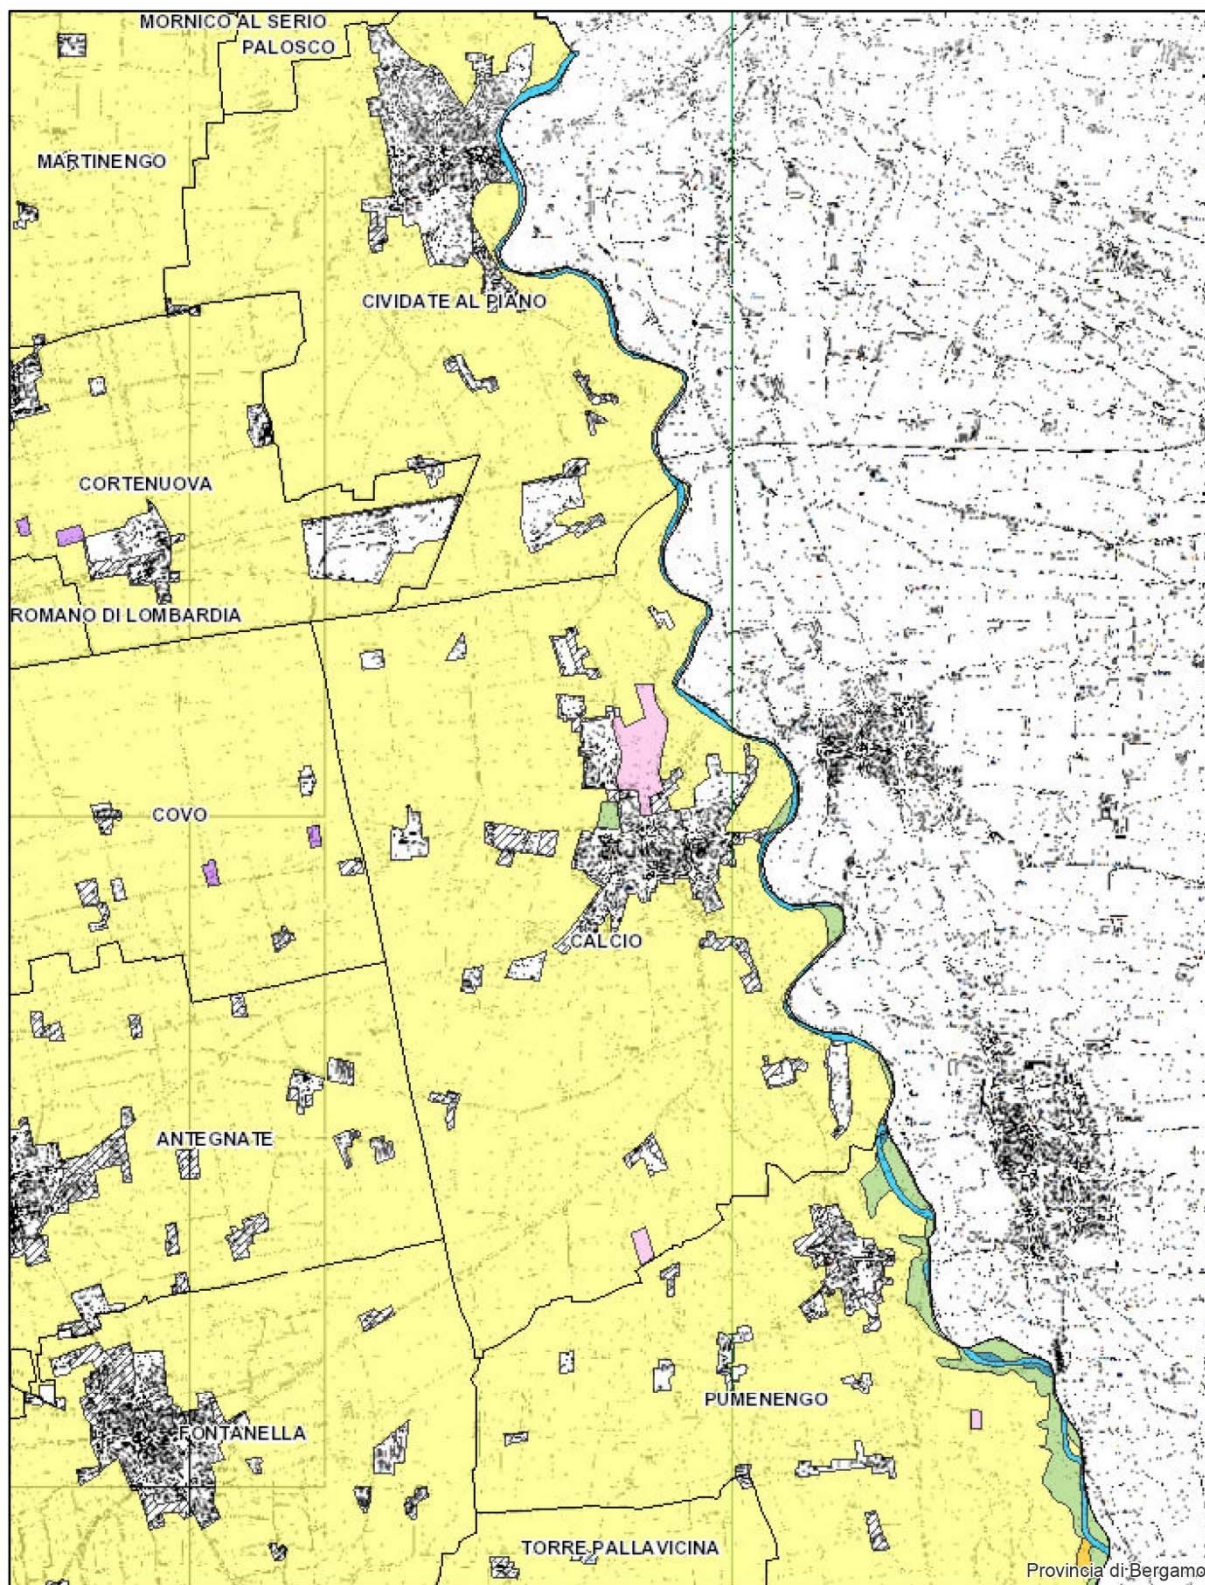 MORNICO AL SERIO
PALOSCO
MARTINENGO
CIVIDATE AL PIANO
CORTENUOVA
ROMANO DI LOMBARDIA
COVO
CALCIO
ANTEGNATE
PUMENENGO
FONTANELLA
TORRE PALLAVICINA
Provincia di Bergamo